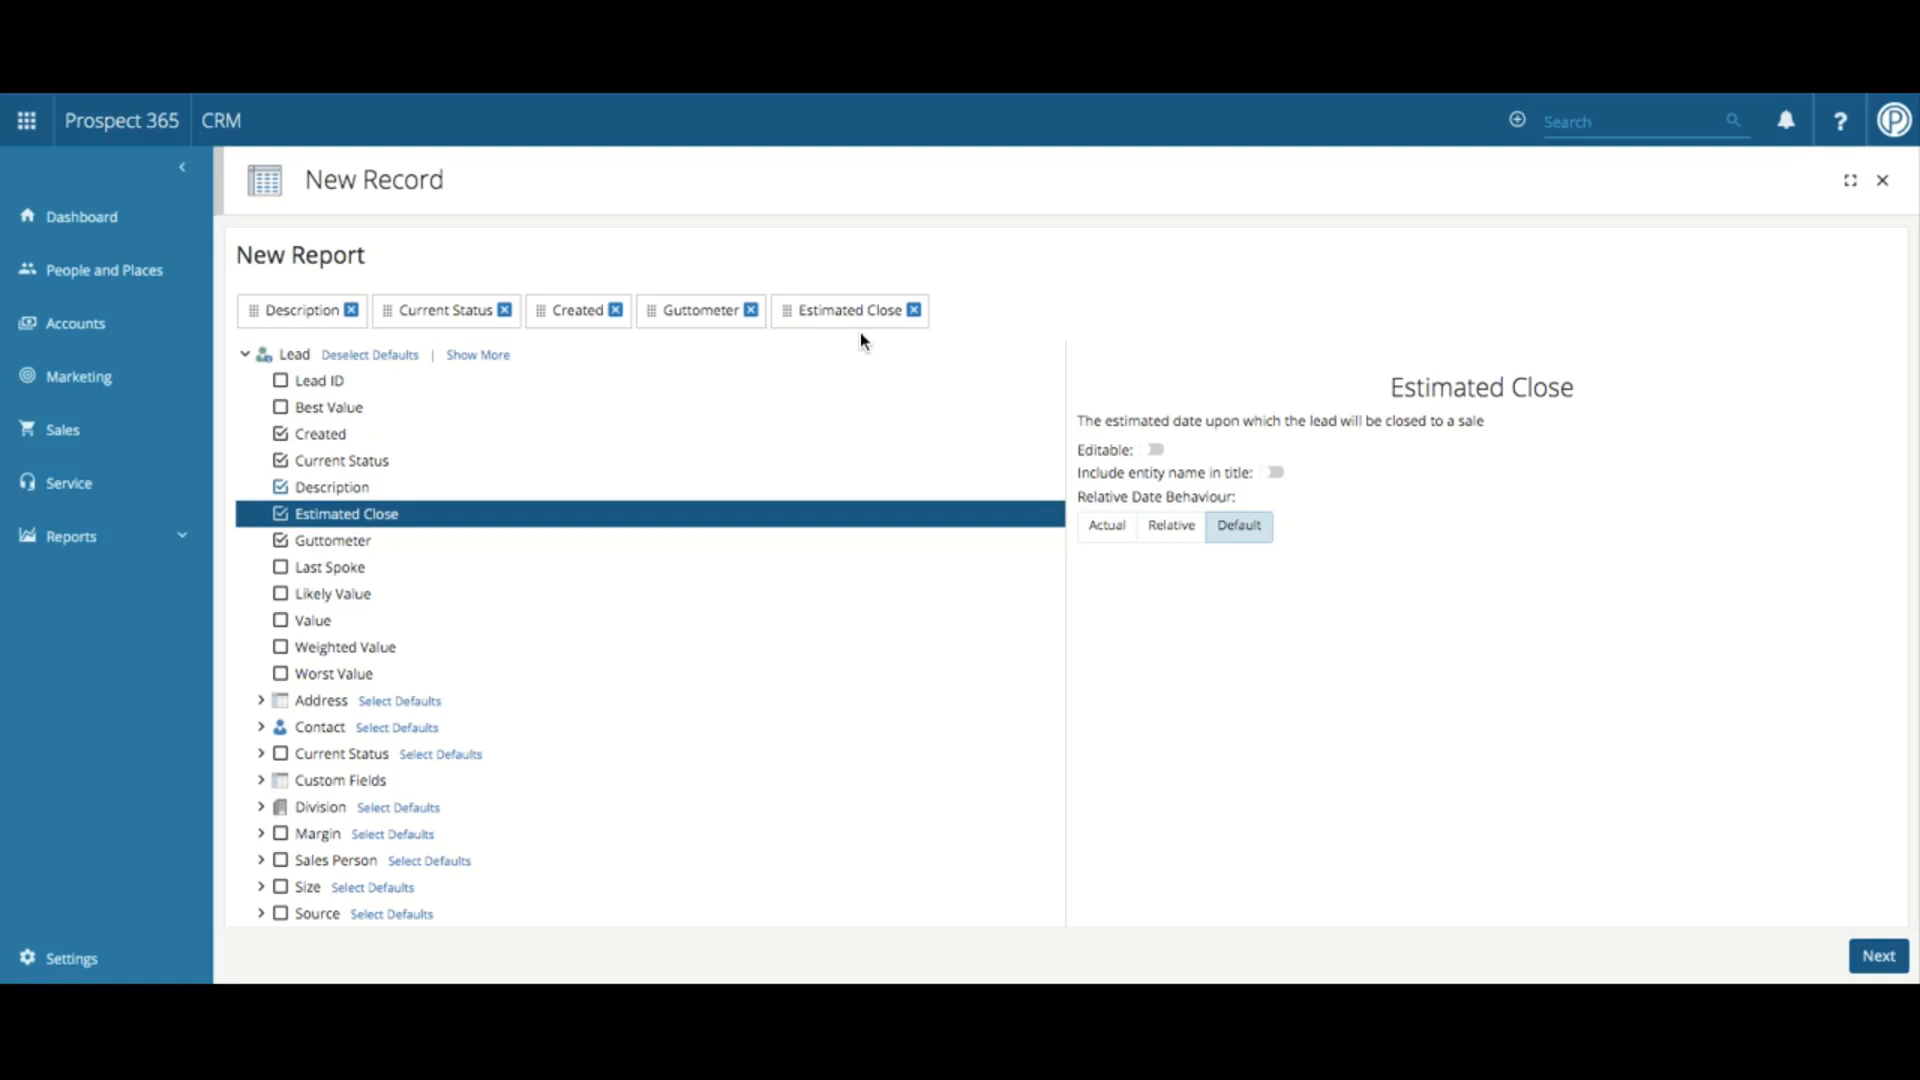 Prospect 365 CRM Search ?
New Record
Dashboard
People and Places
Accounts
Marketing
Sales
Service
Reports
Settings
New Report
Description Current Status Created Guttometer Estimated Close
Lead Deselect Defaults | Show More
Lead ID
Best Value
Created
Current Status
Description
Estimated Close
Guttometer
Last Spoke
Likely Value
Value
Weighted Value
Worst Value
Address Select Defaults
Contact Select Defaults
Current Status Select Defaults
Custom Fields
Division Select Defaults
Margin Select Defaults
Sales Person Select Defaults
Size Select Defaults
Source Select Defaults
Estimated Close
The estimated date upon which the lead will be closed to a sale
Editable:
Include entity name in title:
Relative Date Behaviour:
Actual Relative Default
Next